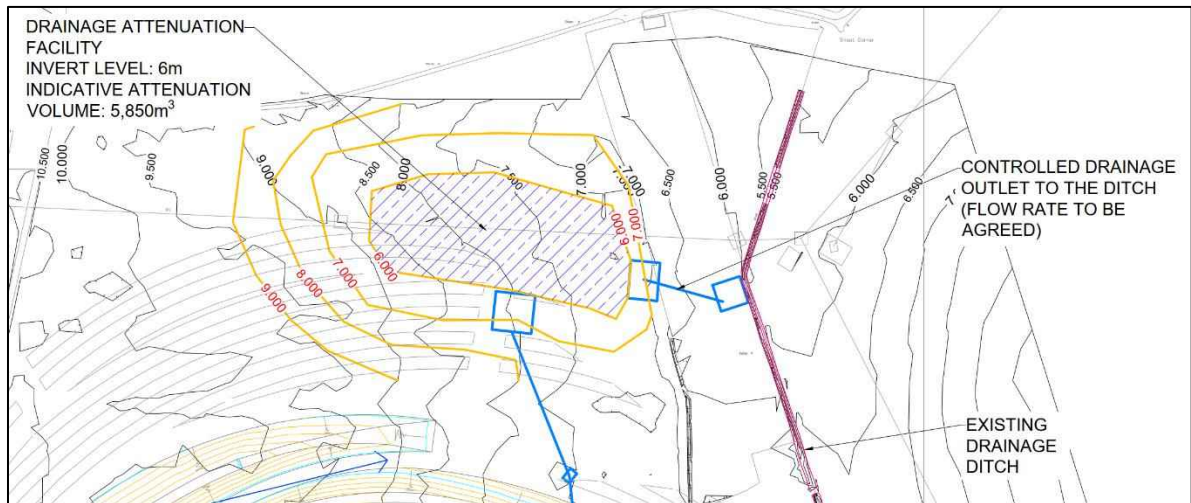 DRAINAGE ATTENUATION
FACILITY
INVERT LEVEL: 6m
INDICATIVE ATTENUATION
VOLUME: 5,850m³
10.500
10.000
9.500
9.000
8.500
8.000
7.500
7.000
7.000
6.500
6.000
5.500
5.500
6.000
6.500
CONTROLLED DRAINAGE
OUTLET TO THE DITCH
(FLOW RATE TO BE
AGREED)
9.000
8.000
7.000
6.000
6.000
7.000
EXISTING
DRAINAGE
DITCH